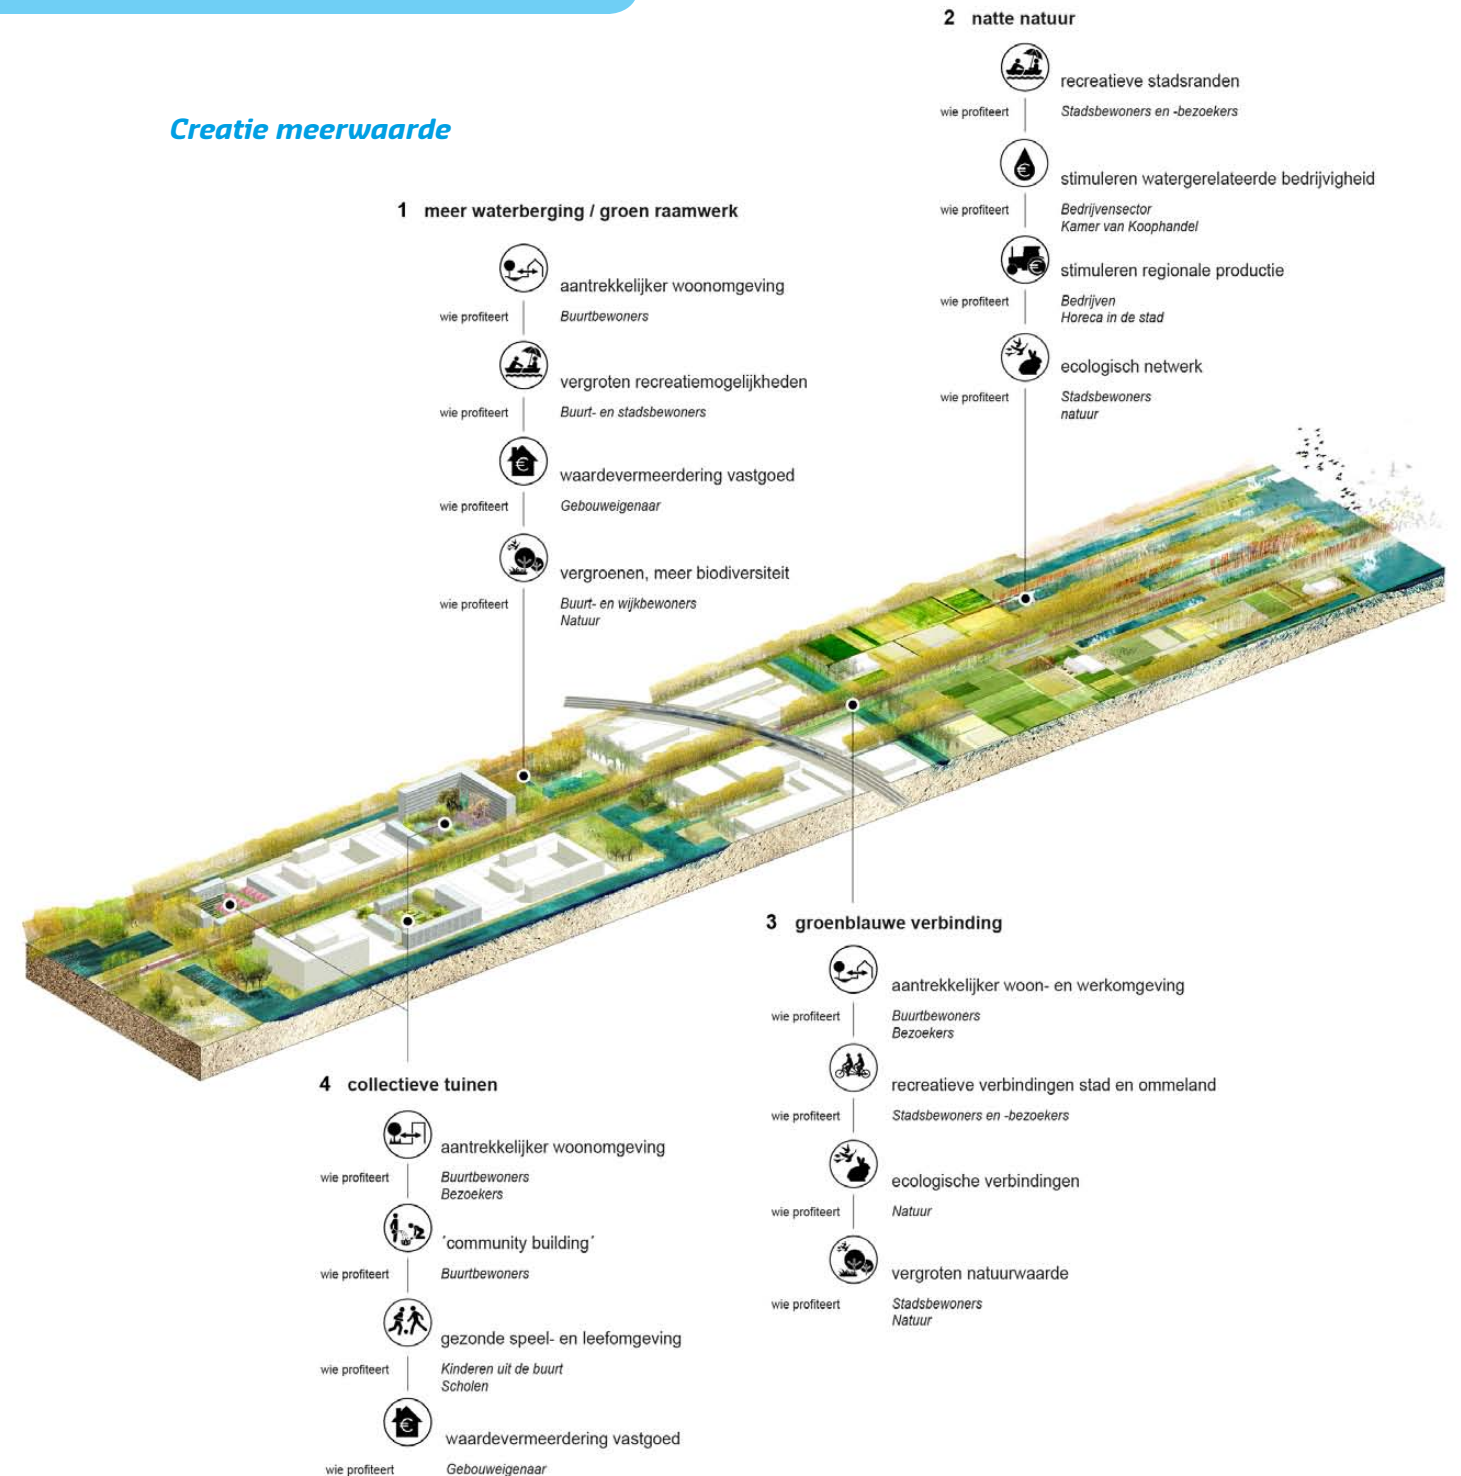 Creatie meerwaarde
1 meer waterberging / groen raamwerk
aantrekkelijker woonomgeving
wie profiteert Buurtbewoners
vergroten recreatiemogelijkheden
wie profiteert Buurt- en stadsbewoners
waardevermeerdering vastgoed
wie profiteert Gebouweigenaar
vergroenen, meer biodiversiteit
wie profiteert Buurt- en wijkbewoners
Natuur
2 natte natuur
recreatieve stadsranden
wie profiteert Stadsbewoners en -bezoekers
stimuleren watergerelateerde bedrijvigheid
wie profiteert Bedrijvensector
Kamer van Koophandel
stimuleren regionale productie
wie profiteert Bedrijven
Horeca in de stad
ecologisch netwerk
wie profiteert Stadsbewoners
natuur
3 groenblauwe verbinding
aantrekkelijker woon- en werkomgeving
wie profiteert Buurtbewoners
Bezoekers
recreatieve verbindingen stad en ommeland
wie profiteert Stadsbewoners en -bezoekers
ecologische verbindingen
wie profiteert Natuur
vergroten natuurwaarde
wie profiteert Stadsbewoners
Natuur
4 collectieve tuinen
aantrekkelijker woonomgeving
wie profiteert Buurtbewoners
Bezoekers
´community building´
wie profiteert Buurtbewoners
gezonde speel- en leefomgeving
wie profiteert Kinderen uit de buurt
Scholen
waardevermeerdering vastgoed
wie profiteert Gebouweigenaar